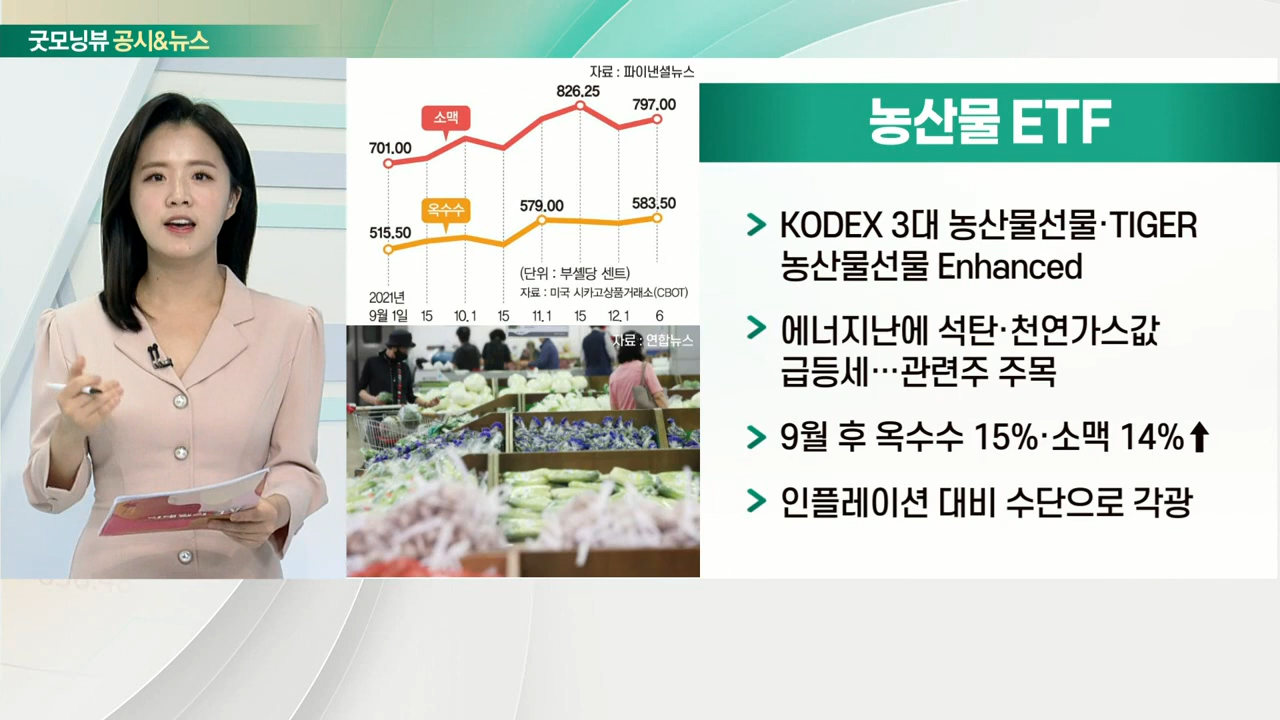 굿모닝뷰 공시&뉴스
자료 : 파이낸셜뉴스
826.25
797.00
소맥
701.00
579.00
583.50
옥수수
515.50
(단위 : 부셸당 센트)
자료 : 미국 시카고상품거래소(CBOT)
2021년
9월 1일 15 10.1 15 11.1 15 12.1 6
자료 : 연합뉴스
농산물 ETF
KODEX 3대 농산물선물·TIGER
농산물선물 Enhanced
에너지난에 석탄·천연가스값
급등세…관련주 주목
9월 후 옥수수 15%·소맥 14%⬆
인플레이션 대비 수단으로 각광